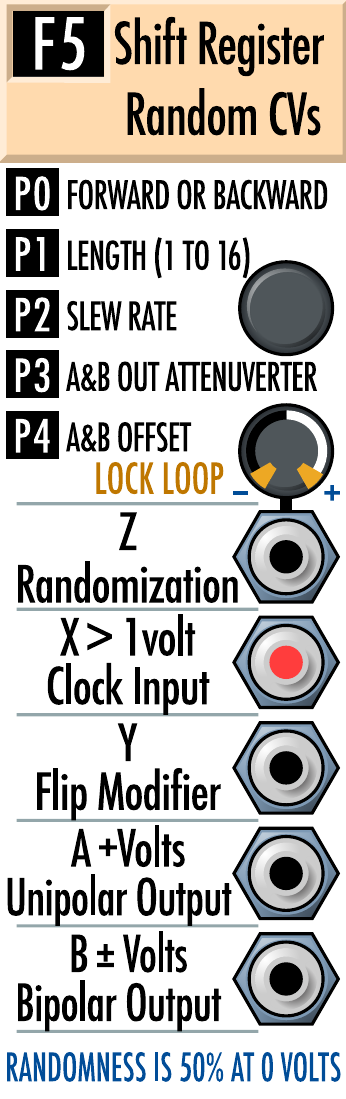 F5 Shift Register
Random CVs
P0 FORWARD OR BACKWARD
P1 LENGTH (1 TO 16)
P2 SLEW RATE
P3 A&B OUT ATTENUVERTER
P4 A&B OFFSET
LOCK LOOP – +
Z
Randomization
X > 1volt
Clock Input
Y
Flip Modifier
A +Volts
Unipolar Output
B ± Volts
Bipolar Output
RANDOMNESS IS 50% AT 0 VOLTS